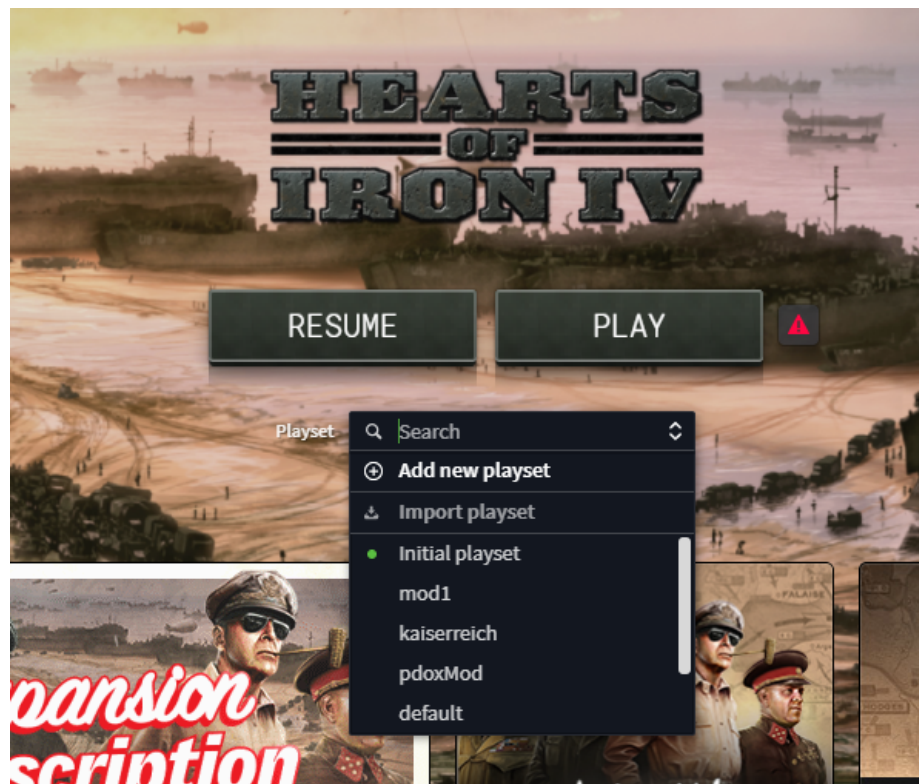 HEARTS
OF
IRON IV
RESUME
PLAY
Playset
Search
Add new playset
Import playset
Initial playset
mod1
kaiserreich
pdoxMod
default
pansion
scription
FALAISE